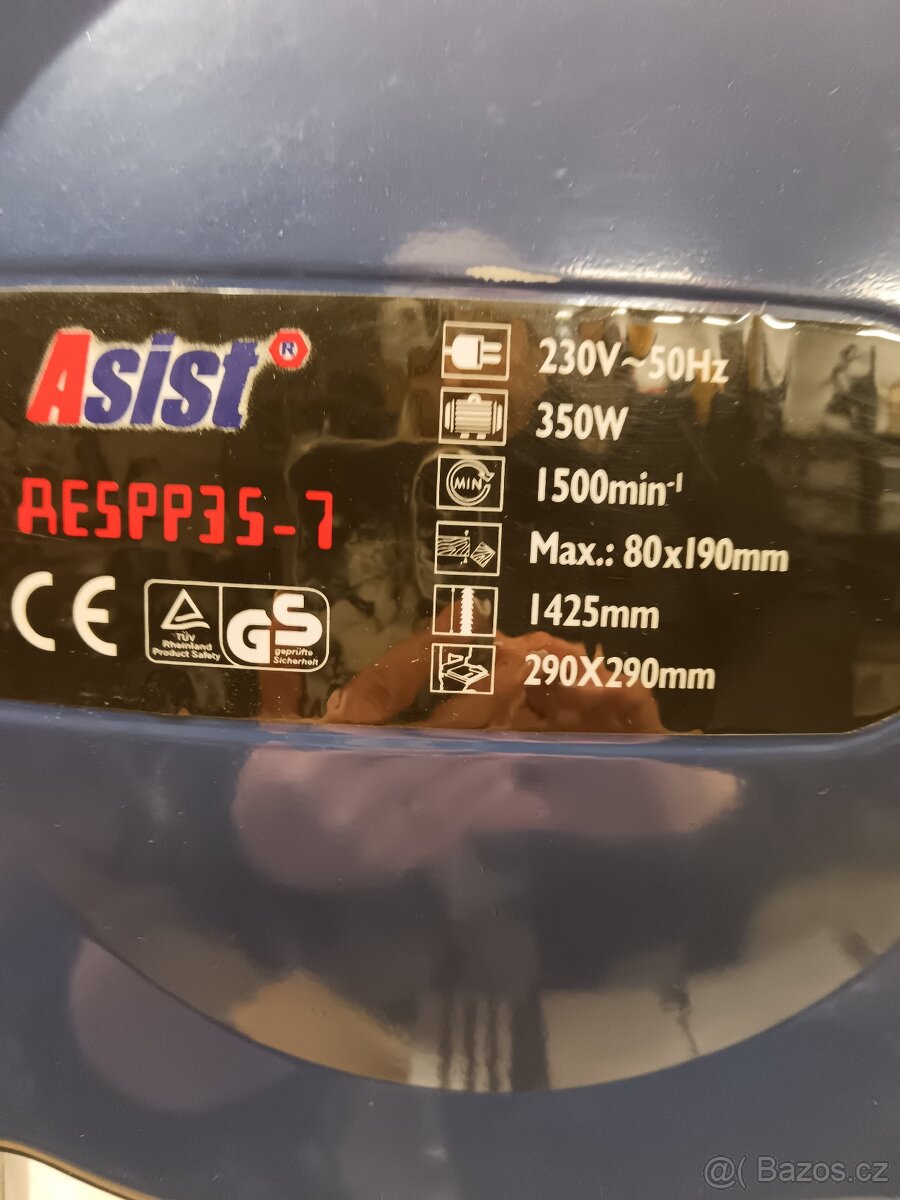 Asist®
AESPP35-7
CE
TÜV
Rheinland
Product Safety
GS
geprüfte
Sicherheit
230V~50Hz
350W
MIN
1500min⁻¹
Max.: 80x190mm
1425mm
290X290mm
@( Bazos.cz